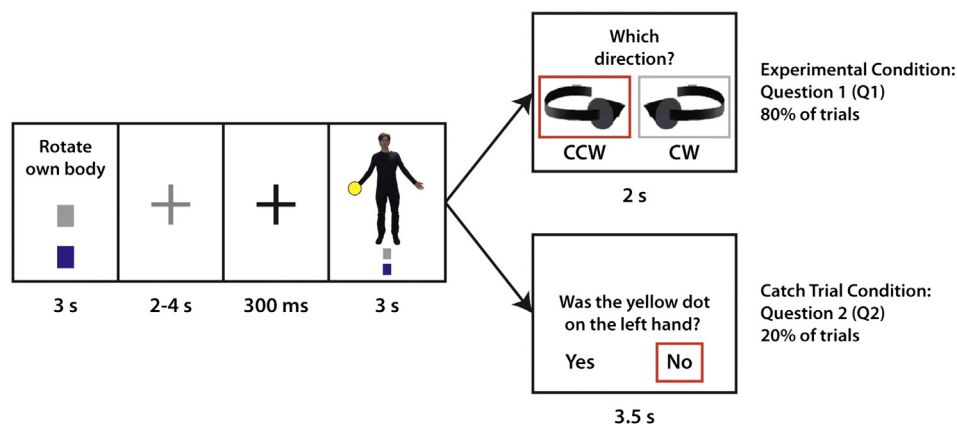 Rotate
own body
3 s
2-4 s
300 ms
3 s
Which
direction?
CCW
CW
2 s
Experimental Condition:
Question 1 (Q1)
80% of trials
Was the yellow dot
on the left hand?
Yes
No
3.5 s
Catch Trial Condition:
Question 2 (Q2)
20% of trials